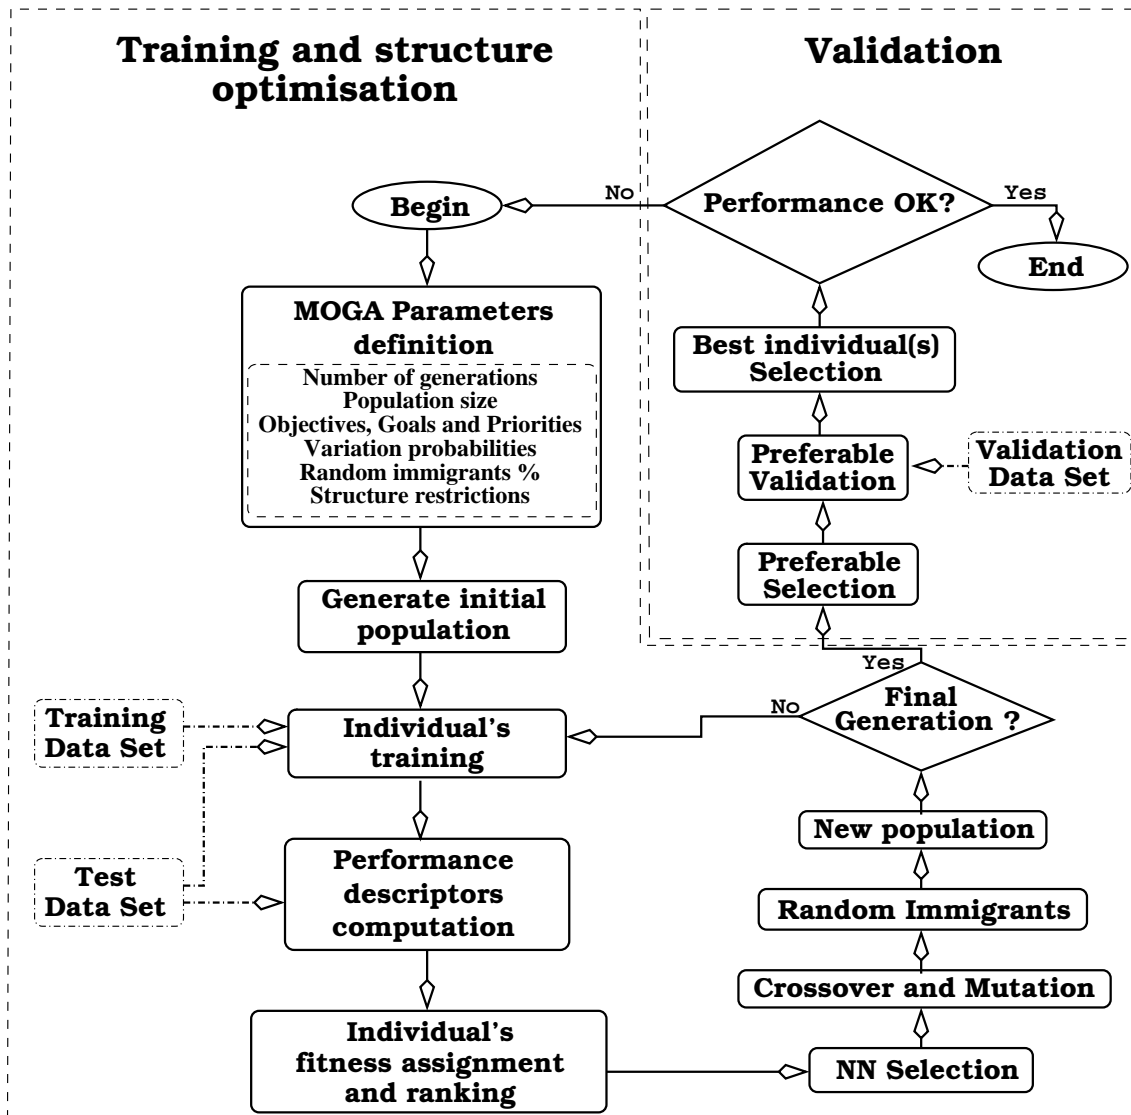 Training and structure
optimisation
Validation
Performance OK?
No
Yes
Begin
End
MOGA Parameters
definition
Number of generations
Population size
Objectives, Goals and Priorities
Variation probabilities
Random immigrants %
Structure restrictions
Best individual(s)
Selection
Preferable
Validation
Validation
Data Set
Preferable
Selection
Generate initial
population
Yes
Final
Generation ?
No
Training
Data Set
Individual's
training
New population
Test
Data Set
Performance
descriptors
computation
Random Immigrants
Crossover and Mutation
Individual's
fitness assignment
and ranking
NN Selection